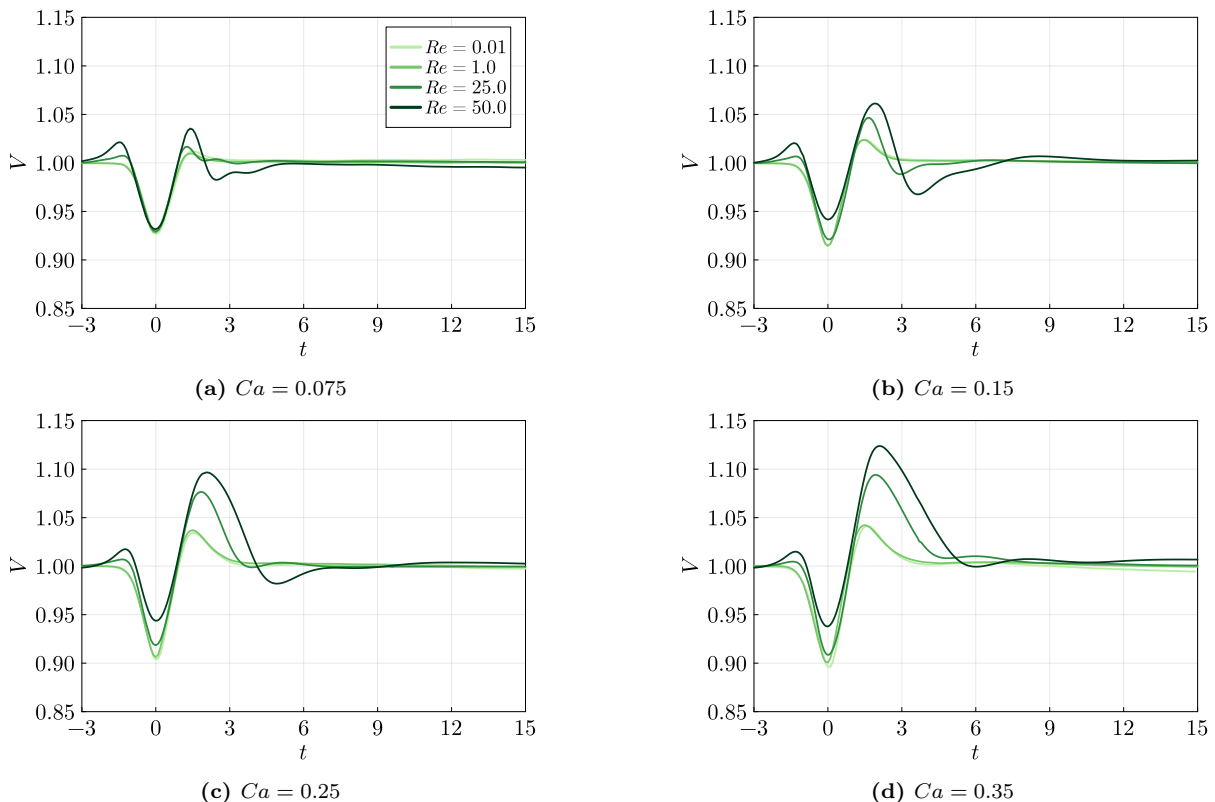 1.15
1.10
1.05
1.00
0.95
0.90
0.85
V
−3 0 3 6 9 12 15
t
Re = 0.01
Re = 1.0
Re = 25.0
Re = 50.0
(a) Ca = 0.075
1.15
1.10
1.05
1.00
0.95
0.90
0.85
V
−3 0 3 6 9 12 15
t
(b) Ca = 0.15
1.15
1.10
1.05
1.00
0.95
0.90
0.85
V
−3 0 3 6 9 12 15
t
(c) Ca = 0.25
1.15
1.10
1.05
1.00
0.95
0.90
0.85
V
−3 0 3 6 9 12 15
t
(d) Ca = 0.35